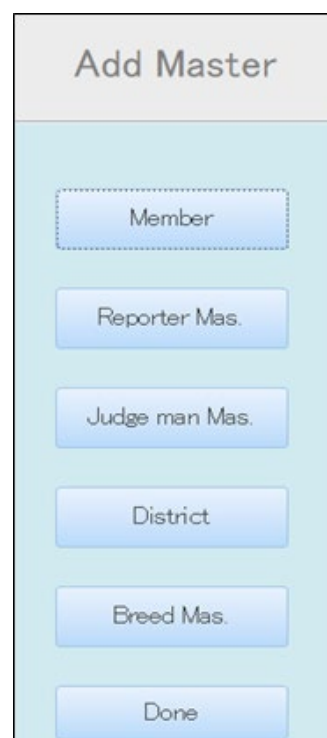 Add Master
Member
Reporter Mas.
Judge man Mas.
District
Breed Mas.
Done